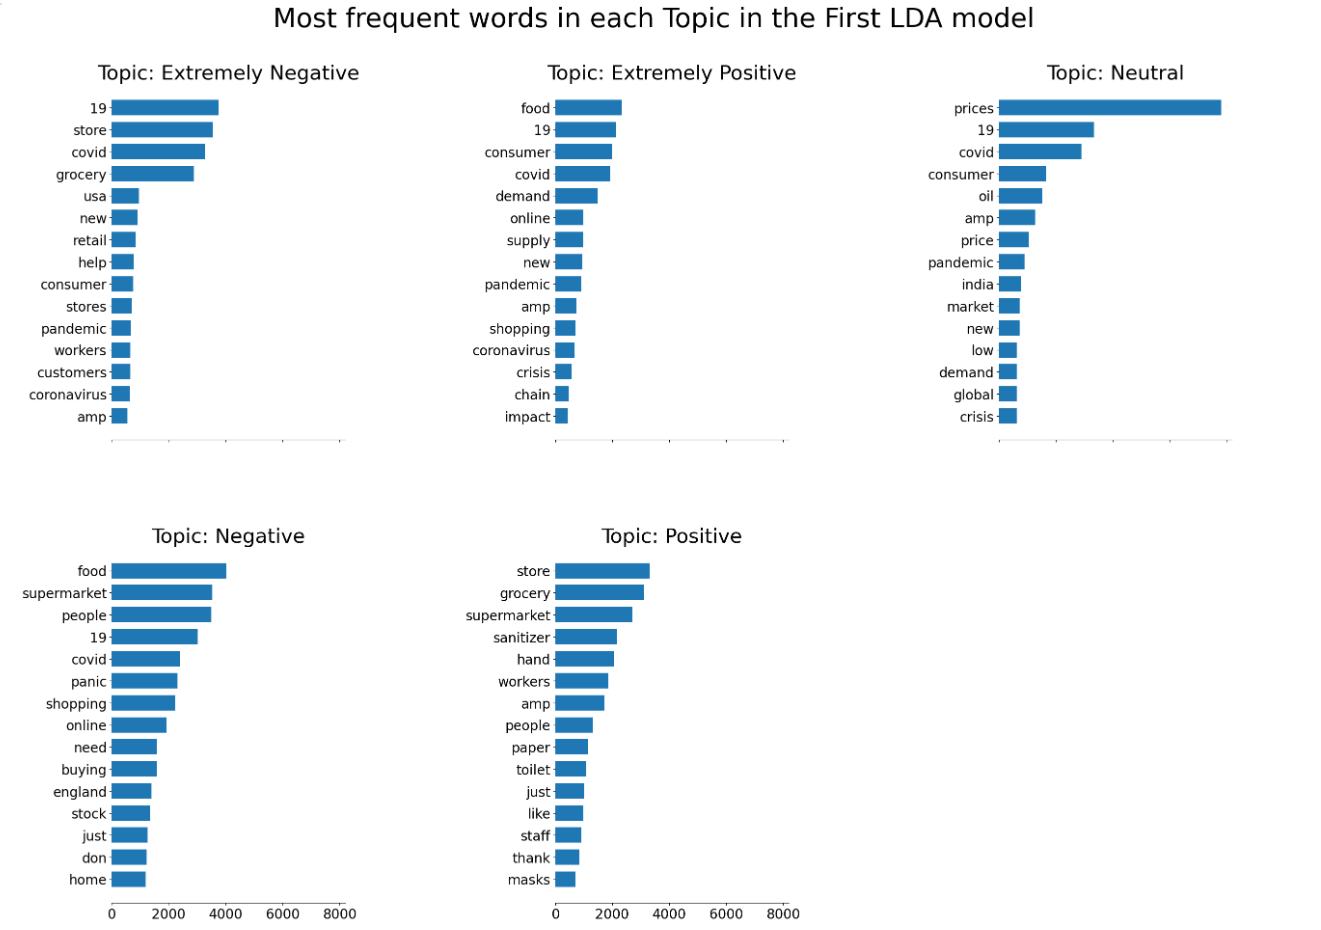 Most frequent words in each Topic in the First LDA model
Topic: Extremely Negative
19
store
covid
grocery
usa
new
retail
help
consumer
stores
pandemic
workers
customers
coronavirus
amp
Topic: Extremely Positive
food
19
consumer
covid
demand
online
supply
new
pandemic
amp
shopping
coronavirus
crisis
chain
impact
Topic: Neutral
prices
19
covid
consumer
oil
amp
price
pandemic
india
market
new
low
demand
global
crisis
Topic: Negative
food
supermarket
people
19
covid
panic
shopping
online
need
buying
england
stock
just
don
home
0 2000 4000 6000 8000
Topic: Positive
store
grocery
supermarket
sanitizer
hand
workers
amp
people
paper
toilet
just
like
staff
thank
masks
0 2000 4000 6000 8000